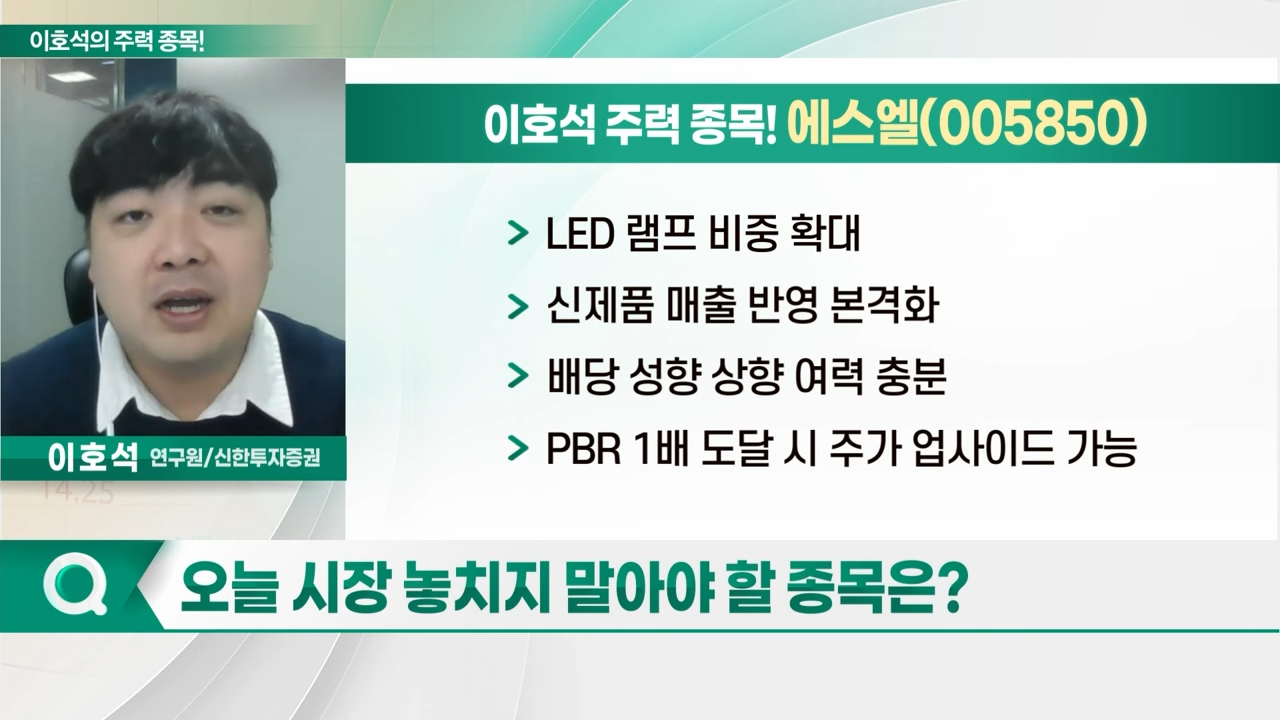 이호석의 주력 종목!
이호석 주력 종목! 에스엘(005850)
> LED 램프 비중 확대
> 신제품 매출 반영 본격화
> 배당 성향 상향 여력 충분
> PBR 1배 도달 시 주가 업사이드 가능
이호석 연구원/신한투자증권
14.25
Q 오늘 시장 놓치지 말아야 할 종목은?